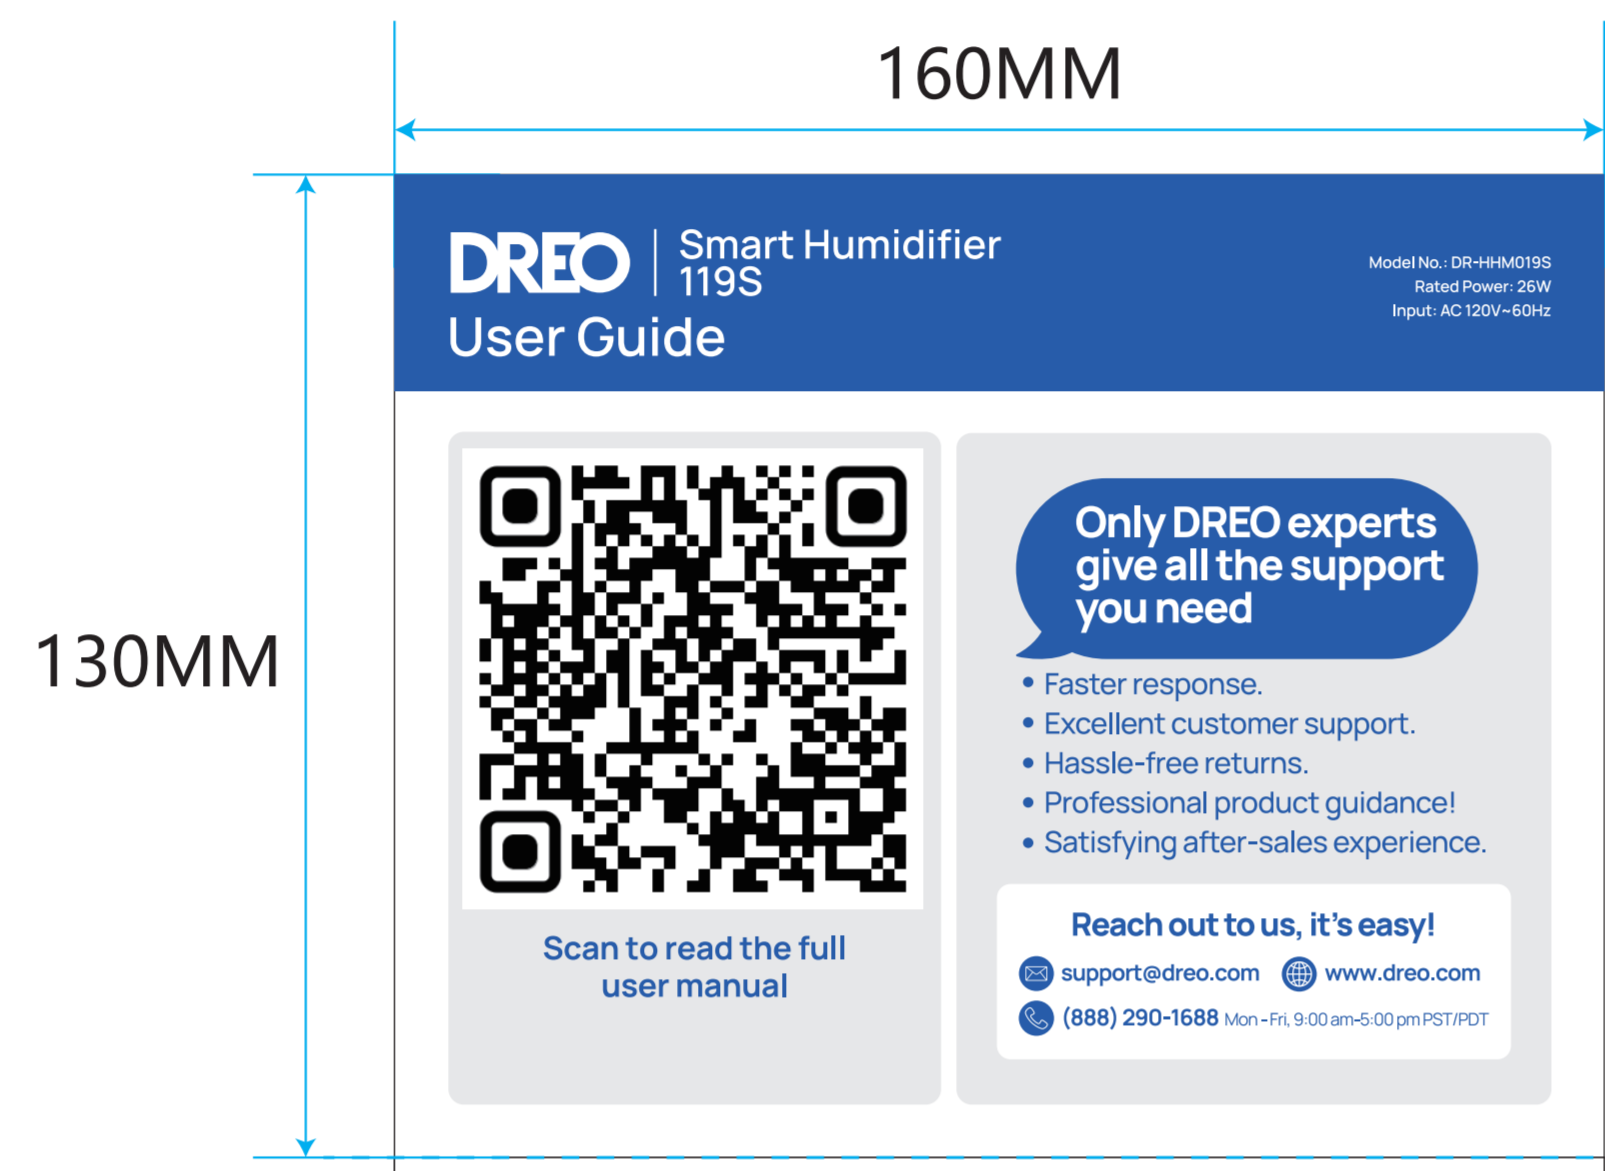 160MM
130MM
DREO
Smart Humidifier
119S
User Guide
Model No.: DR-HHM019S
Rated Power: 26W
Input: AC 120V~60Hz
Scan to read the full
user manual
Only DREO experts
give all the support
you need
• Faster response.
• Excellent customer support.
• Hassle-free returns.
• Professional product guidance!
• Satisfying after-sales experience.
Reach out to us, it's easy!
support@dreo.com www.dreo.com
(888) 290-1688 Mon - Fri, 9:00 am-5:00 pm PST/PDT